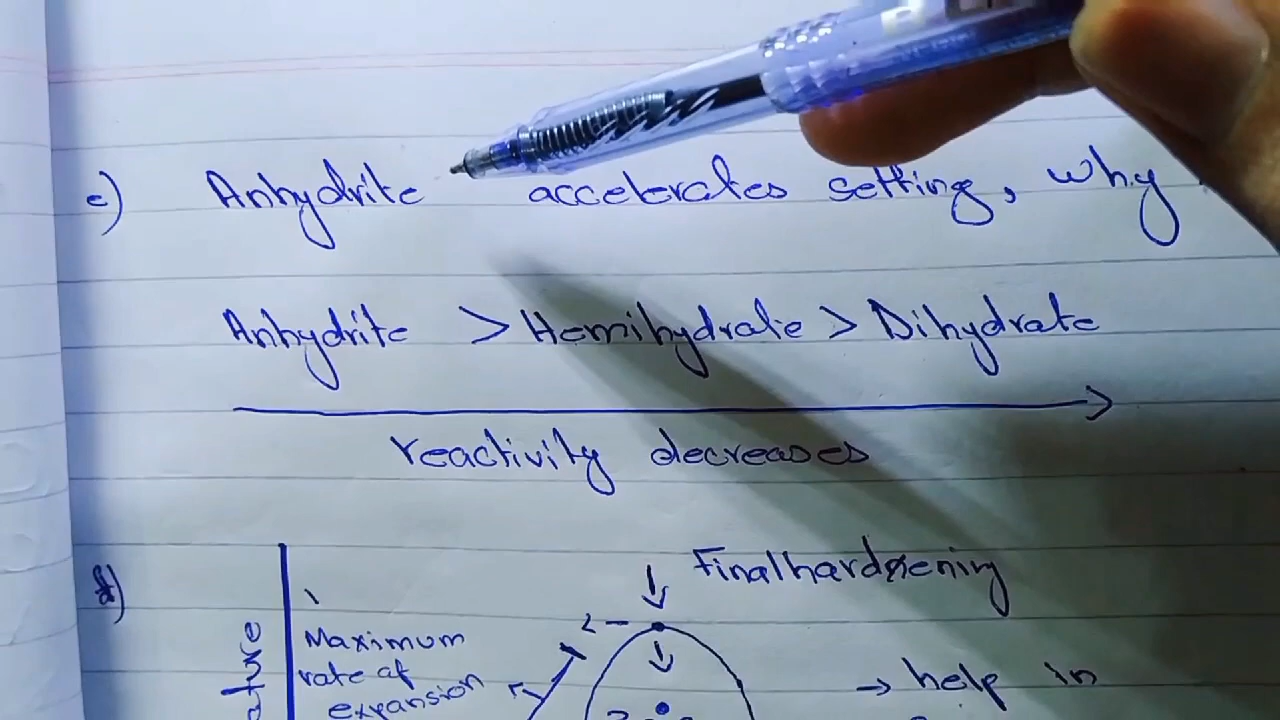 e) Anhydrite accelerates setting, why
Anhydrite > Hemihydrate > Dihydrate
reactivity decreases
Final hardening
Maximum
rate of
expansion
→ help in